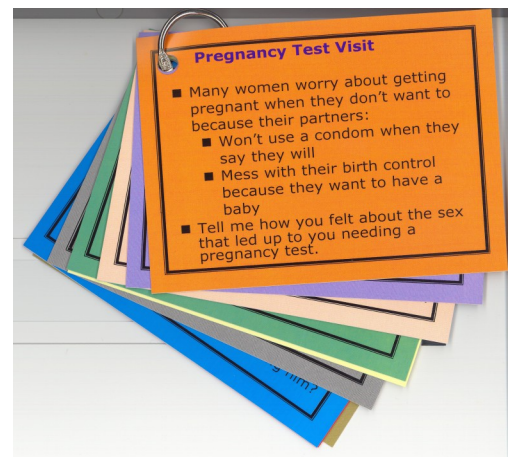 Pregnancy Test Visit
■ Many women worry about getting
pregnant when they don't want to
because their partners:
■ Won't use a condom when they
say they will
■ Mess with their birth control
because they want to have a
baby
■ Tell me how you felt about the sex
that led up to you needing a
pregnancy test.
him?